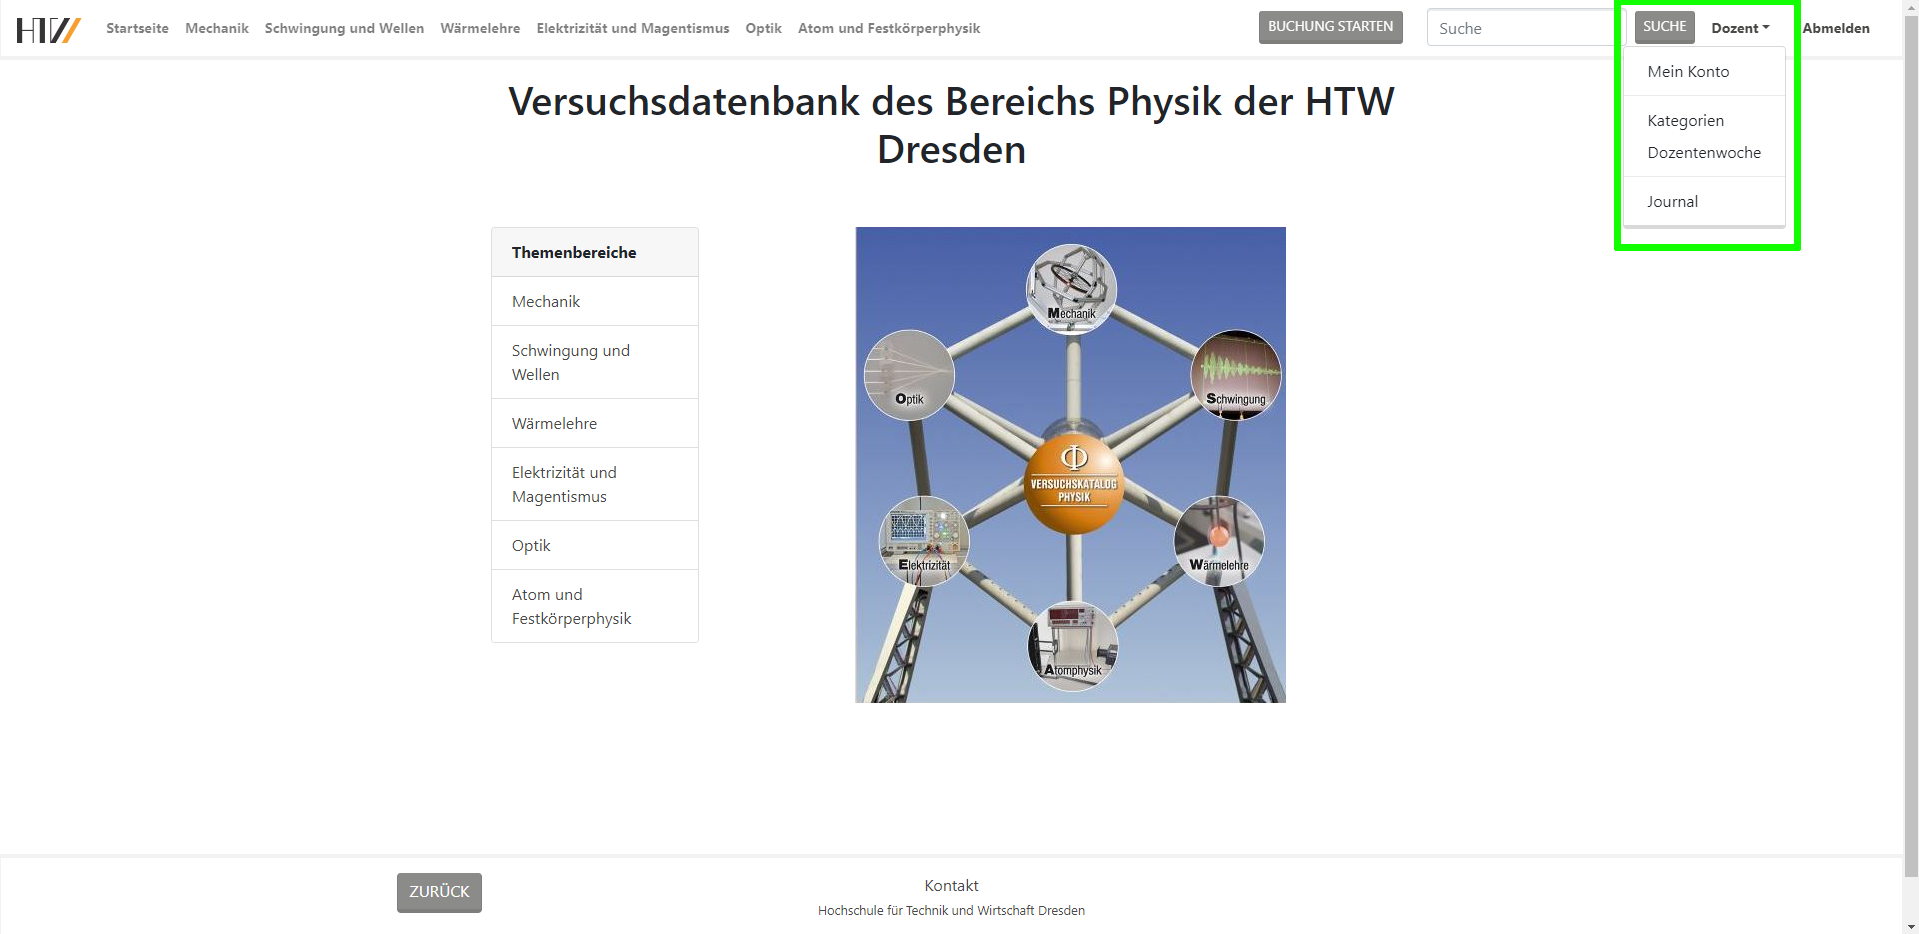 HTW
Startseite Mechanik Schwingung und Wellen Wärmelehre Elektrizität und Magentismus Optik Atom und Festkörperphysik BUCHUNG STARTEN Suche SUCHE Dozent Abmelden
Mein Konto
Kategorien
Dozentenwoche
Journal
Versuchsdatenbank des Bereichs Physik der HTW
Dresden
Themenbereiche
Mechanik
Schwingung und
Wellen
Wärmelehre
Elektrizität und
Magentismus
Optik
Atom und
Festkörperphysik
Mechanik
Optik
Schwingung
Φ
VERSUCHSKATALOG
PHYSIK
Elektrizität
Wärmelehre
Atomphysik
ZURÜCK
Kontakt
Hochschule für Technik und Wirtschaft Dresden